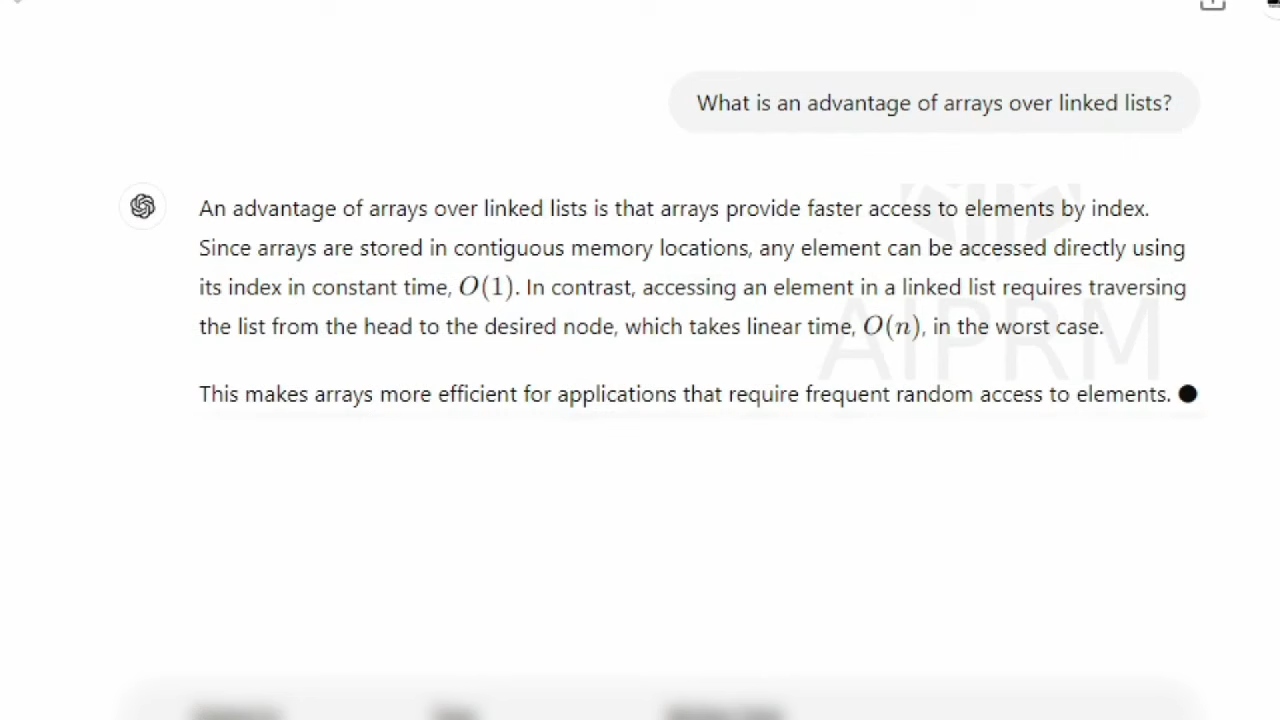 What is an advantage of arrays over linked lists?
An advantage of arrays over linked lists is that arrays provide faster access to elements by index.
Since arrays are stored in contiguous memory locations, any element can be accessed directly using
its index in constant time, O(1). In contrast, accessing an element in a linked list requires traversing
the list from the head to the desired node, which takes linear time, O(n), in the worst case.
AIPRM
This makes arrays more efficient for applications that require frequent random access to elements.